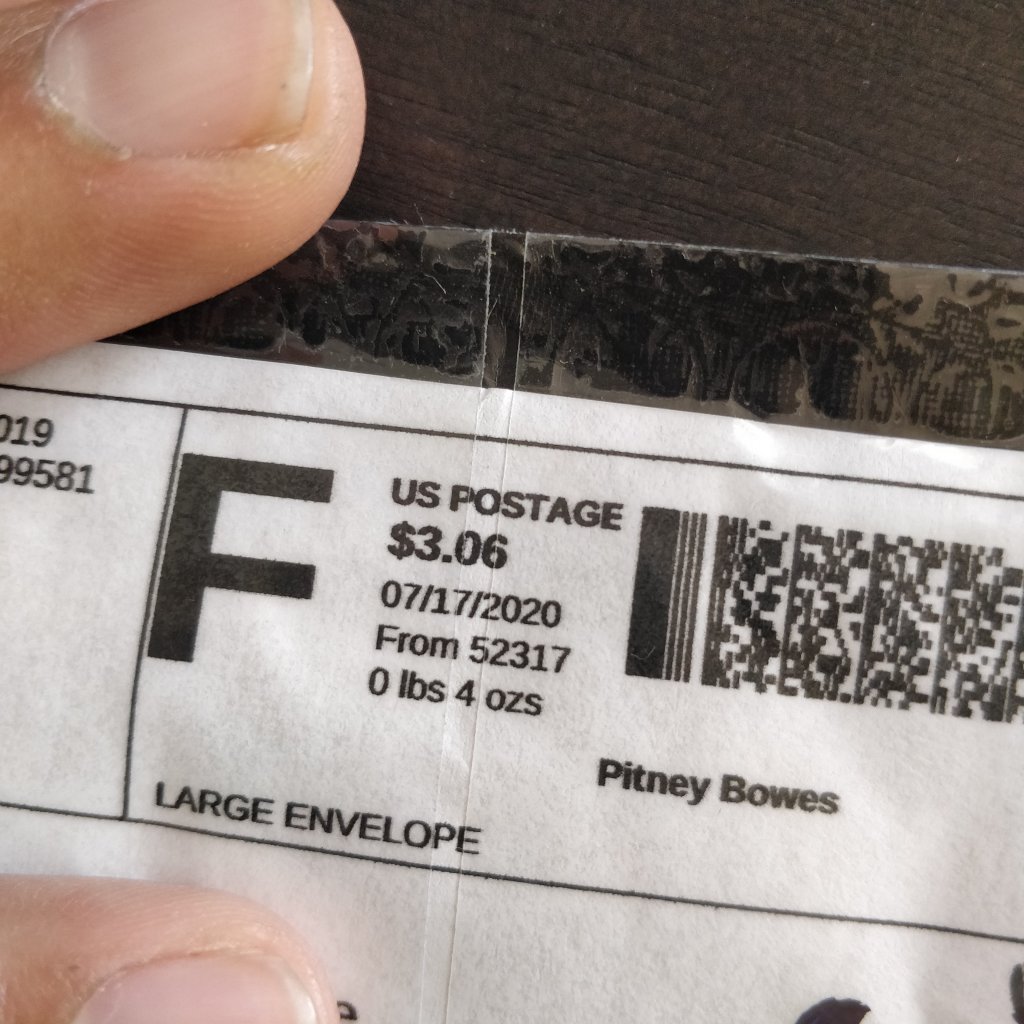 019
99581
F
US POSTAGE
$3.06
07/17/2020
From 52317
0 lbs 4 ozs
Pitney Bowes
LARGE ENVELOPE
e